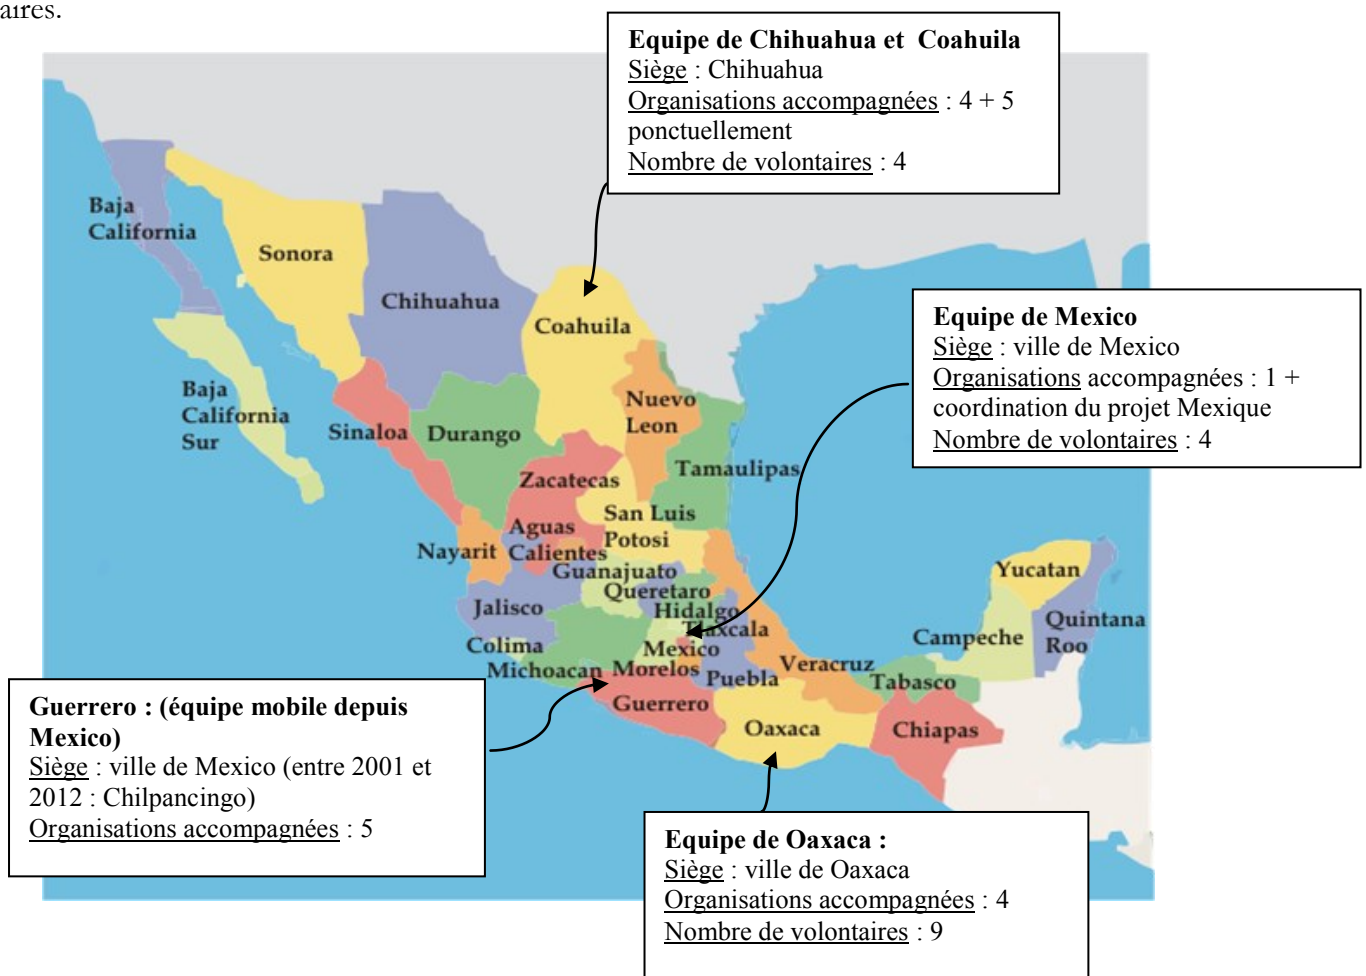 aires.
Equipe de Chihuahua et  Coahuila
Siège : Chihuahua
Organisations accompagnées : 4 + 5
ponctuellement
Nombre de volontaires : 4
Baja
California
Sonora
Chihuahua
Coahuila
Equipe de Mexico
Siège : ville de Mexico
Organisations accompagnées : 1 +
coordination du projet Mexique
Nombre de volontaires : 4
Baja
California
Sur
Sinaloa
Durango
Nuevo
Leon
Tamaulipas
Zacatecas
San Luis
Potosi
Nayarit
Aguas
Calientes
Guanajuato
Queretaro
Hidalgo
Tlaxcala
Jalisco
Colima
Michoacan
Mexico
Morelos
Puebla
Veracruz
Tabasco
Campeche
Yucatan
Quintana
Roo
Guerrero
Oaxaca
Chiapas
Guerrero : (équipe mobile depuis
Mexico)
Siège : ville de Mexico (entre 2001 et
2012 : Chilpancingo)
Organisations accompagnées : 5
Equipe de Oaxaca :
Siège : ville de Oaxaca
Organisations accompagnées : 4
Nombre de volontaires : 9